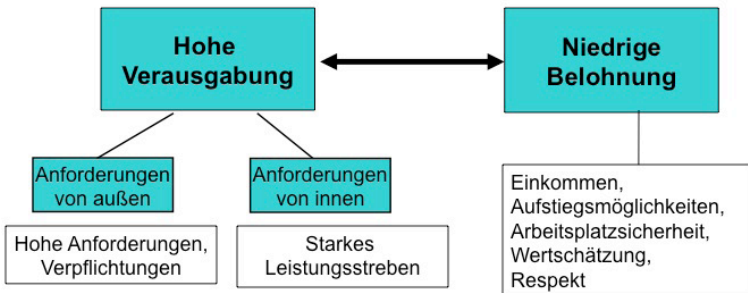 Hohe
Verausgabung
Niedrige
Belohnung
Anforderungen
von außen
Anforderungen
von innen
Hohe Anforderungen,
Verpflichtungen
Starkes
Leistungsstreben
Einkommen,
Aufstiegsmöglichkeiten,
Arbeitsplatzsicherheit,
Wertschätzung,
Respekt